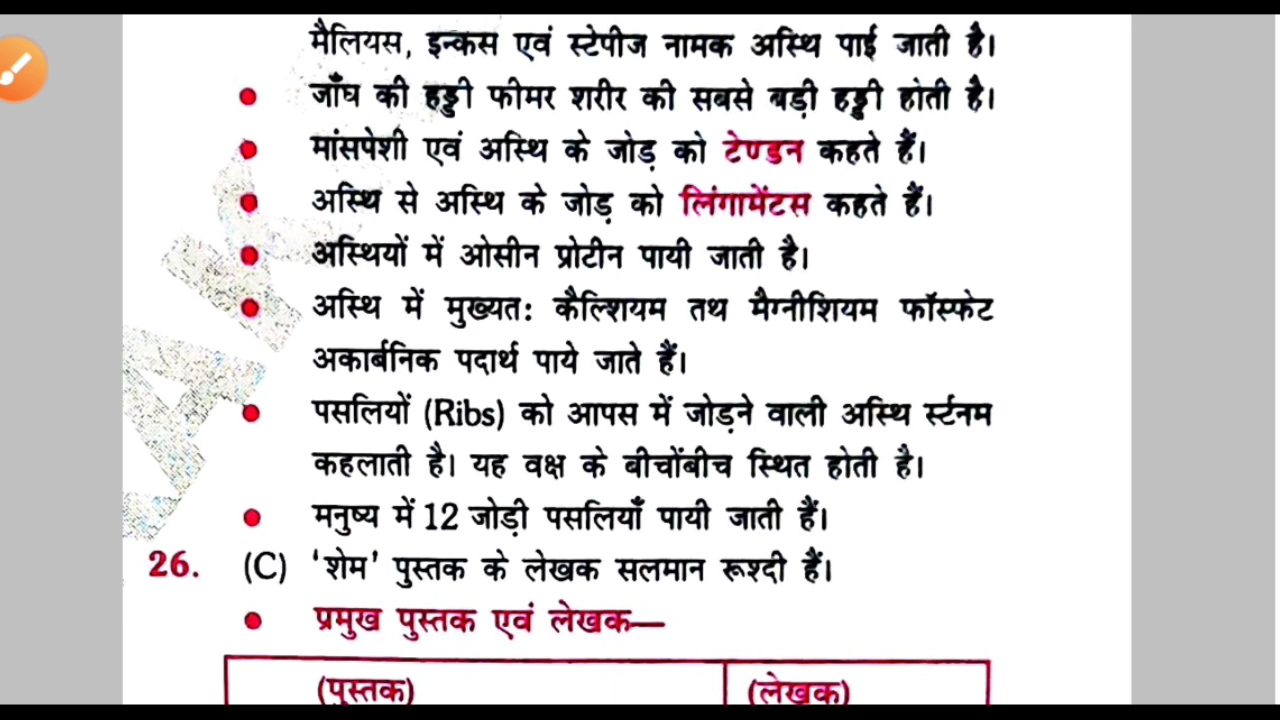 मैलियस, इन्कस एवं स्टेपीज नामक अस्थि पाई जाती है।
• जाँघ की हड्डी फीमर शरीर की सबसे बड़ी हड्डी होती है।
• मांसपेशी एवं अस्थि के जोड़ को टेण्डन कहते हैं।
• अस्थि से अस्थि के जोड़ को लिंगामेंटस कहते हैं।
• अस्थियों में ओसीन प्रोटीन पायी जाती है।
• अस्थि में मुख्यत: कैल्शियम तथ मैग्नीशियम फॉस्फेट
अकार्बनिक पदार्थ पाये जाते हैं।
• पसलियों (Ribs) को आपस में जोड़ने वाली अस्थि र्स्टनम
कहलाती है। यह वक्ष के बीचोंबीच स्थित होती है।
• मनुष्य में 12 जोड़ी पसलियाँ पायी जाती हैं।
26. (C) 'शेम' पुस्तक के लेखक सलमान रूश्दी हैं।
• प्रमुख पुस्तक एवं लेखक—
(पुस्तक) (लेखक)